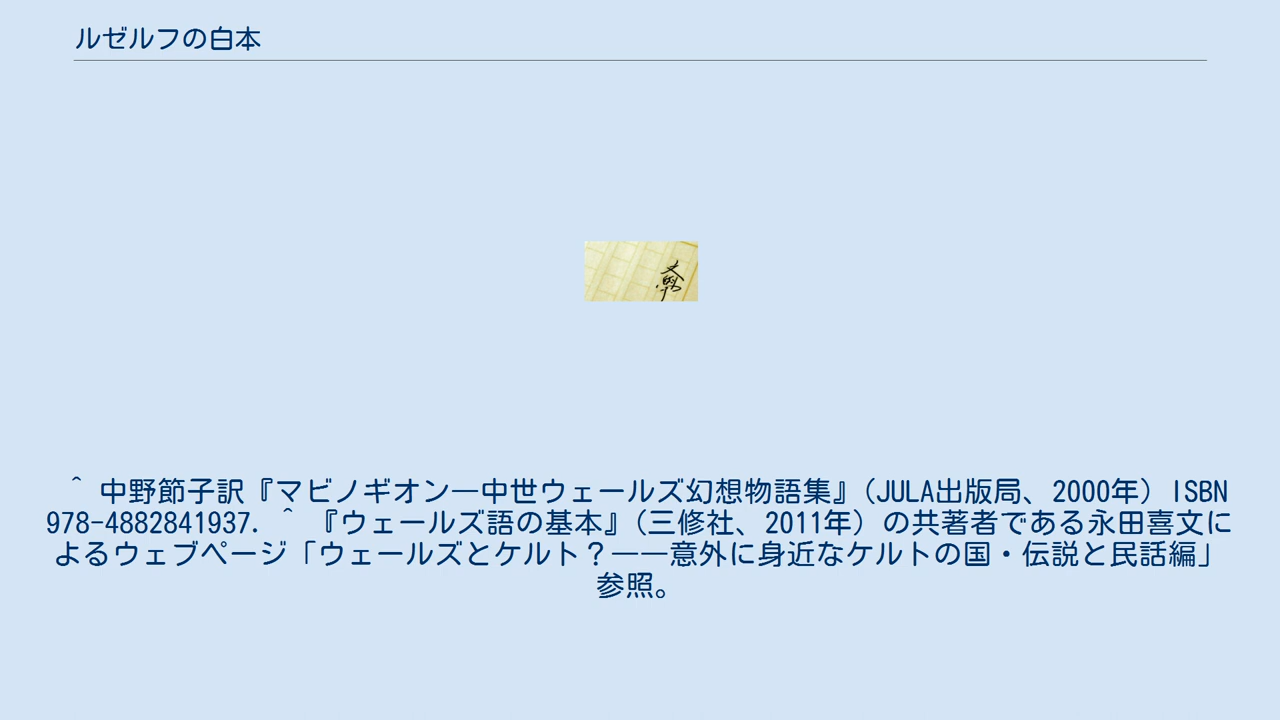 ルゼルフの白本
^ 中野節子訳『マビノギオン―中世ウェールズ幻想物語集』（JULA出版局、2000年）ISBN
978-4882841937. ^ 『ウェールズ語の基本』（三修社、2011年）の共著者である永田喜文に
よるウェブページ「ウェールズとケルト？――意外に身近なケルトの国・伝説と民話編」
参照。